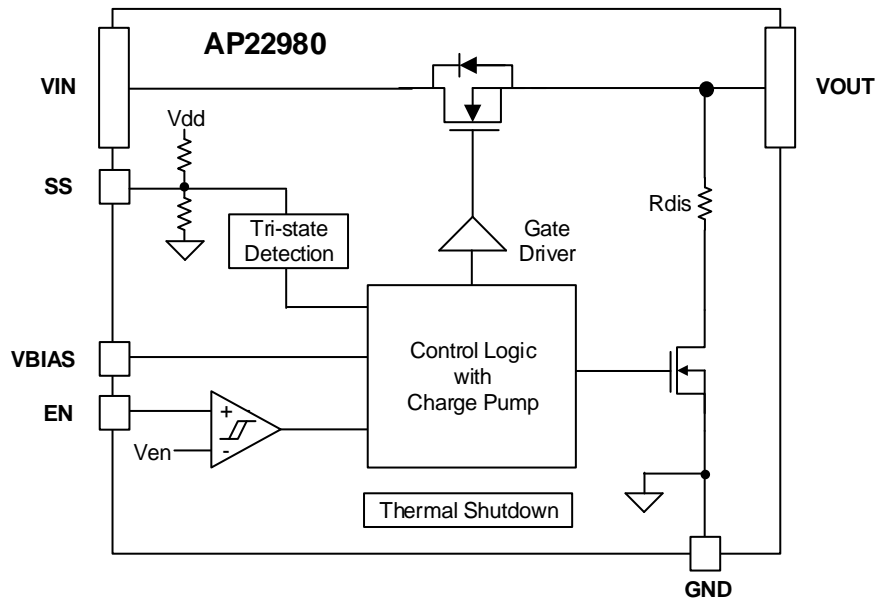 AP22980
VIN
VOUT
Vdd
SS
Rdis
Tri-state
Detection
Gate
Driver
VBIAS
Control Logic
with
Charge Pump
EN
+
Ven
-
Thermal Shutdown
GND